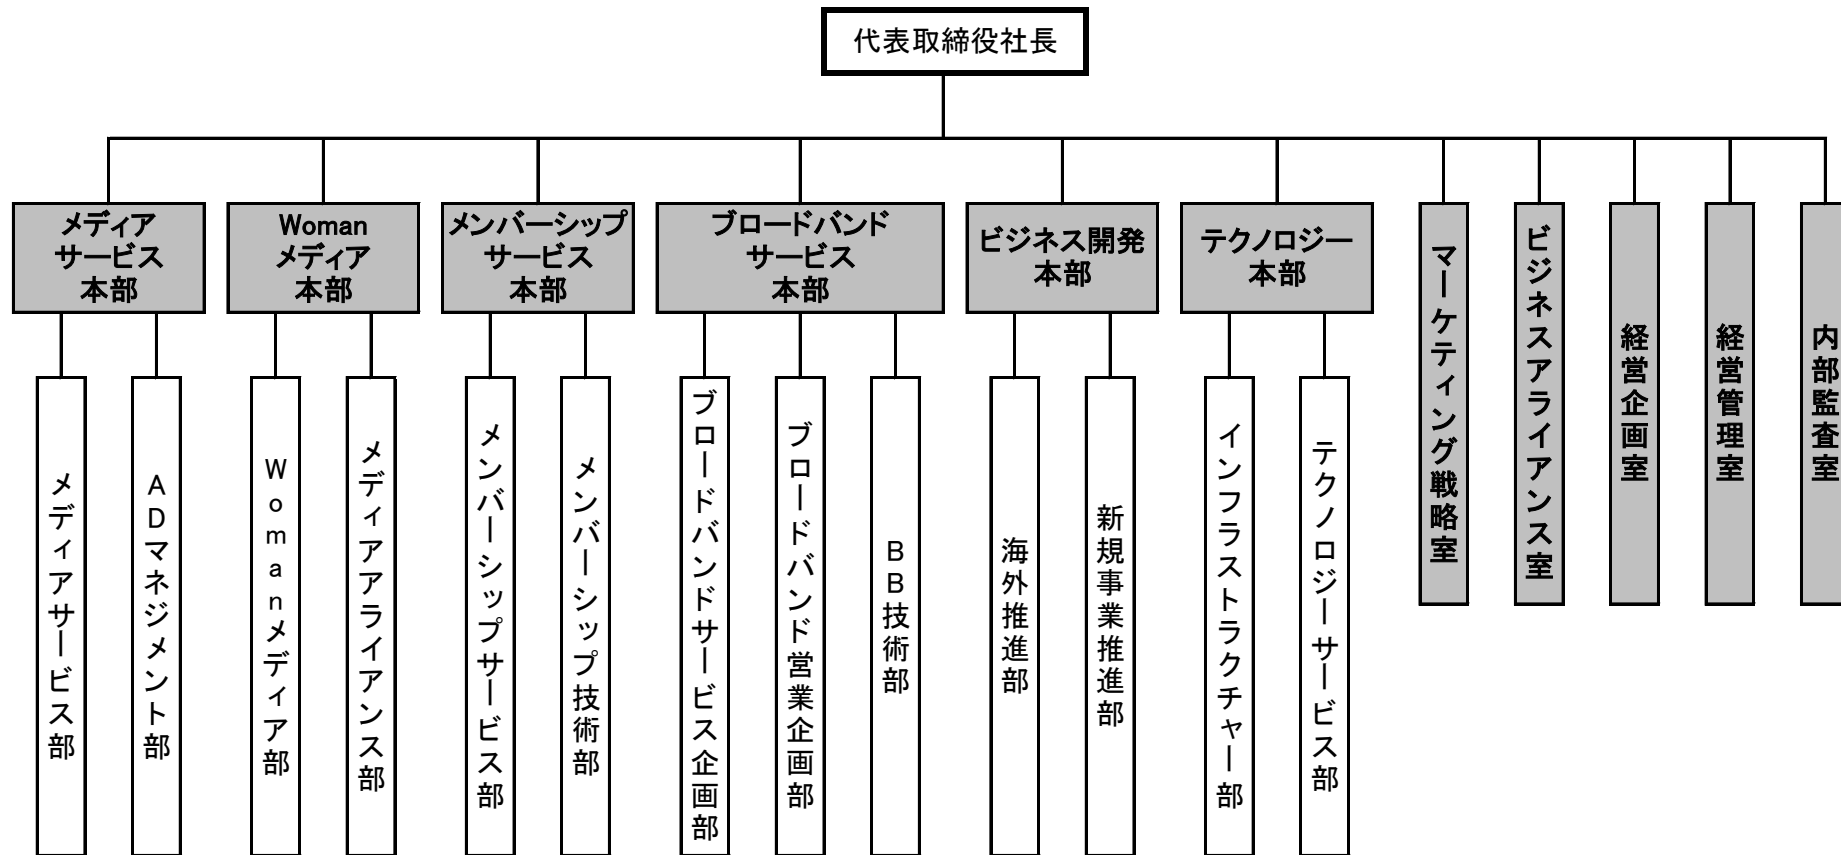 代表取締役社長
メディア
サービス
本部
Woman
メディア
本部
メンバーシップ
サービス
本部
ブロードバンド
サービス
本部
ビジネス開発
本部
テクノロジー
本部
マーケティング戦略室
ビジネスアライアンス室
経営企画室
経営管理室
内部監査室
メディアサービス部
ADマネジメント部
Womanメディア部
メディアアライアンス部
メンバーシップサービス部
メンバーシップ技術部
ブロードバンドサービス企画部
ブロードバンド営業企画部
BB技術部
海外推進部
新規事業推進部
インフラストラクチャー部
テクノロジーサービス部